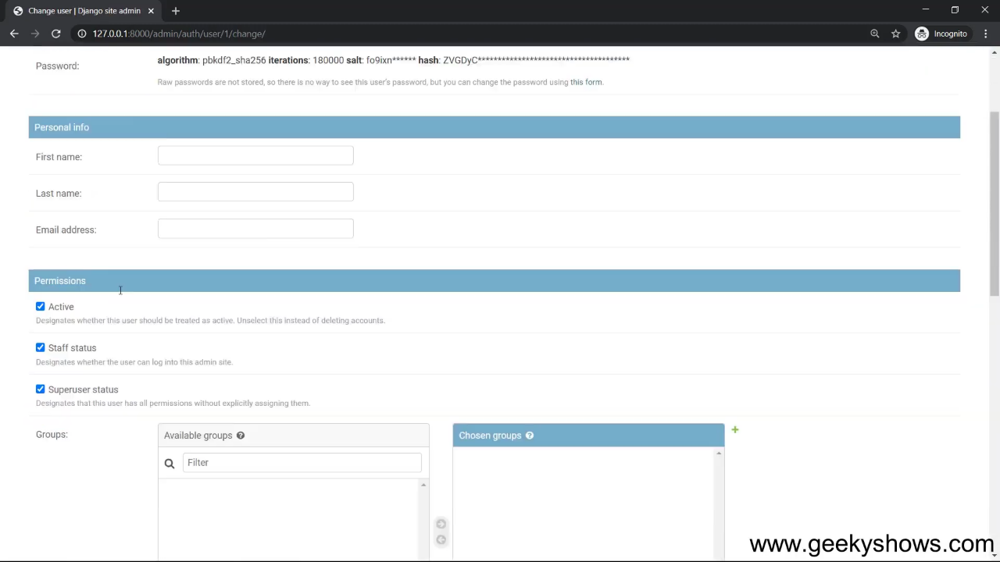 Change user | Django site admin
127.0.0.1:8000/admin/auth/user/1/change/
Incognito
Password:
algorithm: pbkdf2_sha256 iterations: 180000 salt: fo9ixn****** hash: ZVGDyC**************************************
Raw passwords are not stored, so there is no way to see this user's password, but you can change the password using this form.
Personal info
First name:
Last name:
Email address:
Permissions
Active
Designates whether this user should be treated as active. Unselect this instead of deleting accounts.
Staff status
Designates whether the user can log into this admin site.
Superuser status
Designates that this user has all permissions without explicitly assigning them.
Groups:
Available groups
Chosen groups
Filter
www.geekyshows.com